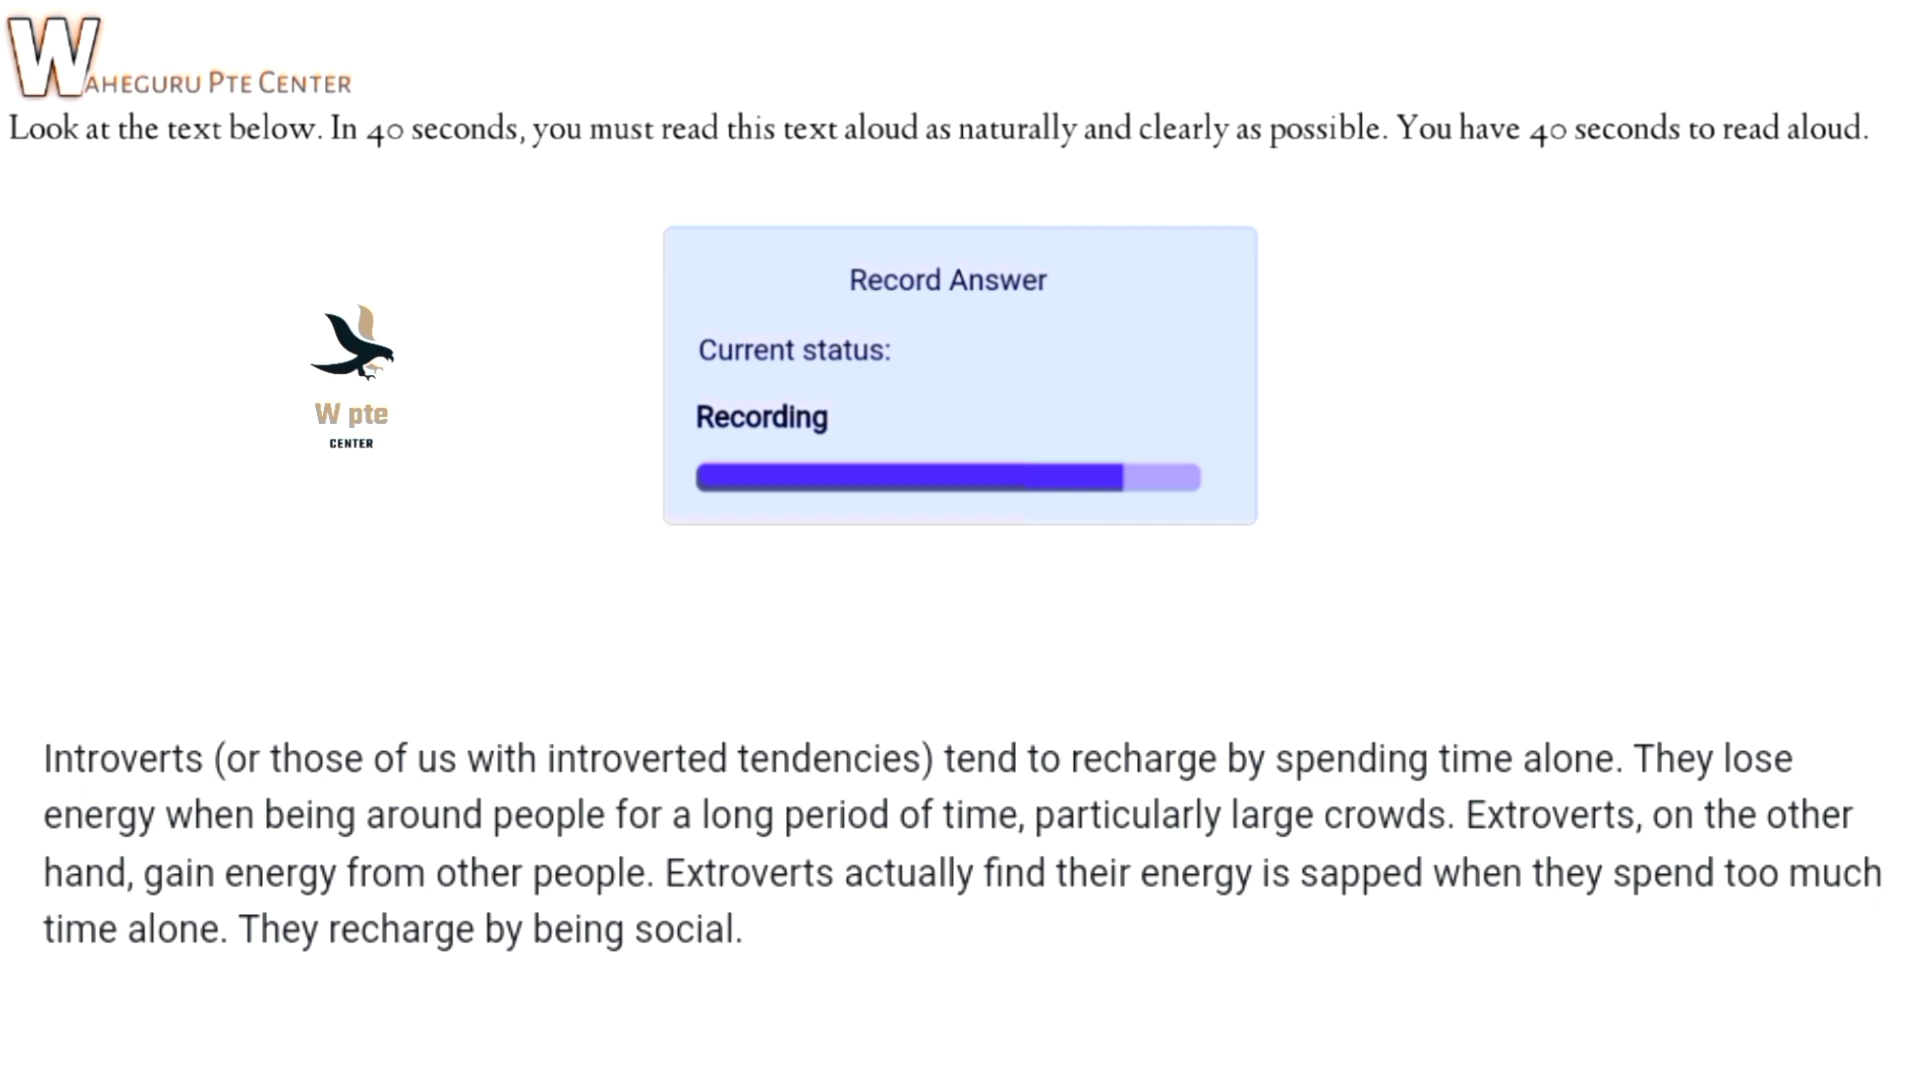 WAHEGURU PTE CENTER
Look at the text below. In 40 seconds, you must read this text aloud as naturally and clearly as possible. You have 40 seconds to read aloud.
Record Answer
Current status:
Recording
W pte
CENTER
Introverts (or those of us with introverted tendencies) tend to recharge by spending time alone. They lose
energy when being around people for a long period of time, particularly large crowds. Extroverts, on the other
hand, gain energy from other people. Extroverts actually find their energy is sapped when they spend too much
time alone. They recharge by being social.